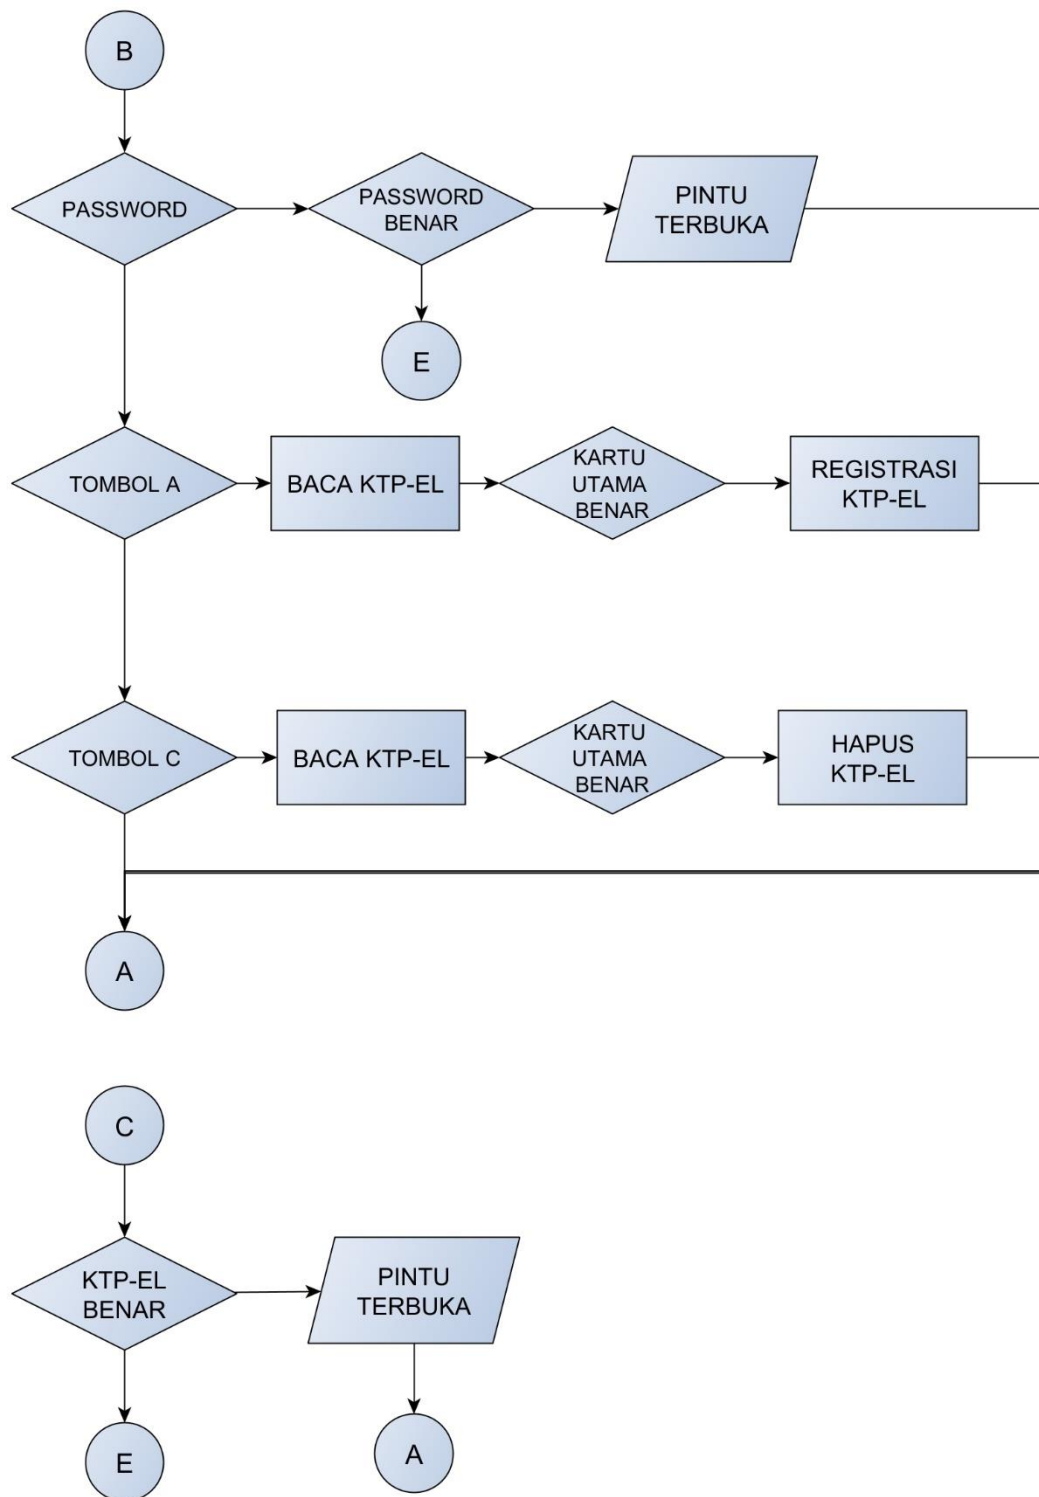 B
PASSWORD
PASSWORD
BENAR
PINTU
TERBUKA
E
TOMBOL A
BACA KTP-EL
KARTU
UTAMA
BENAR
REGISTRASI
KTP-EL
TOMBOL C
BACA KTP-EL
KARTU
UTAMA
BENAR
HAPUS
KTP-EL
A
C
KTP-EL
BENAR
PINTU
TERBUKA
E
A